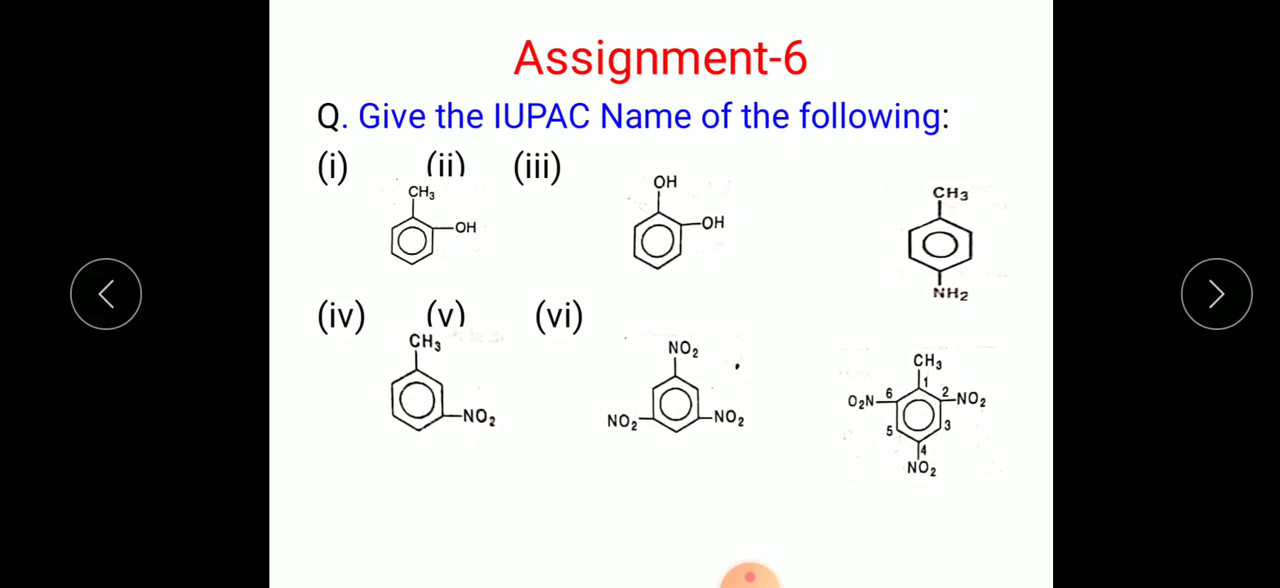 Assignment-6
Q. Give the IUPAC Name of the following:
(i) (ii) (iii)
CH3
OH
OH
OH
CH3
NH2
(iv) (v) (vi)
CH3
NO2
NO2
NO2
NO2
CH3
1
2
3
4
5
6
O2N
NO2
NO2